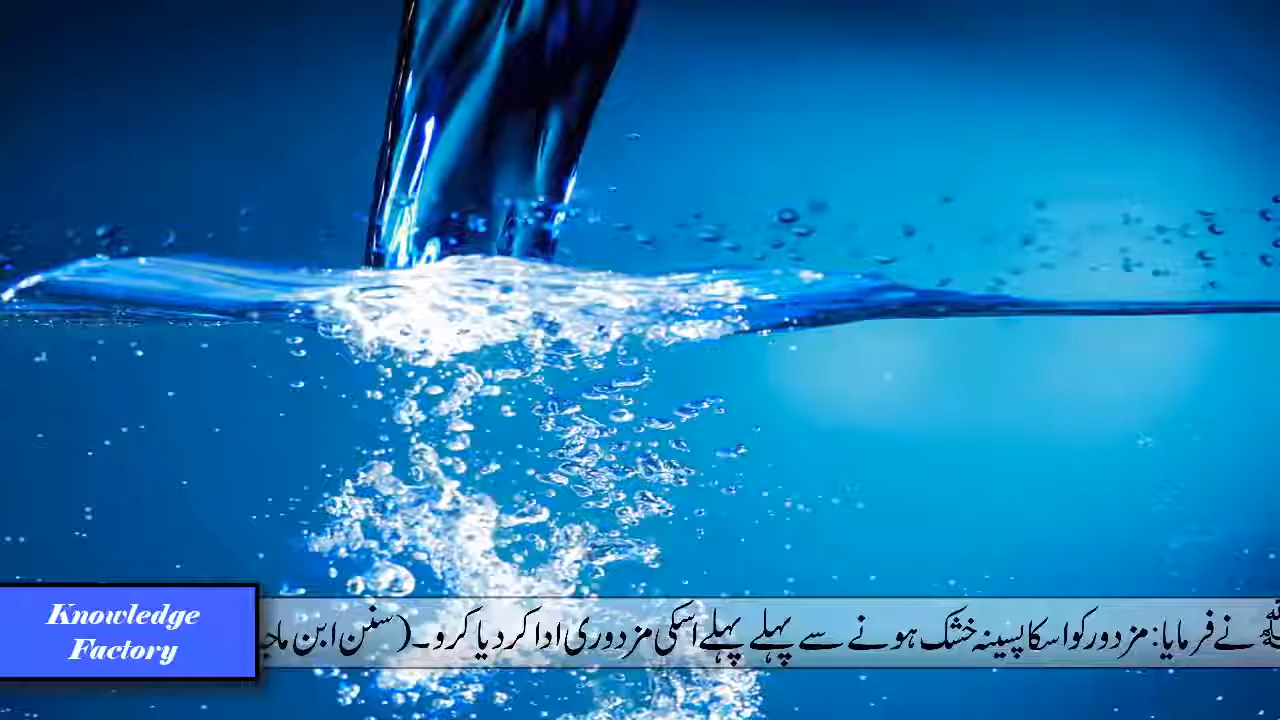 Knowledge
Factory
نے فرمایا: مزدور کو اسکا پسینہ خشک ہونے سے پہلے پہلے اسکی مزدوری ادا کر دیا کرو۔ (سنن ابن